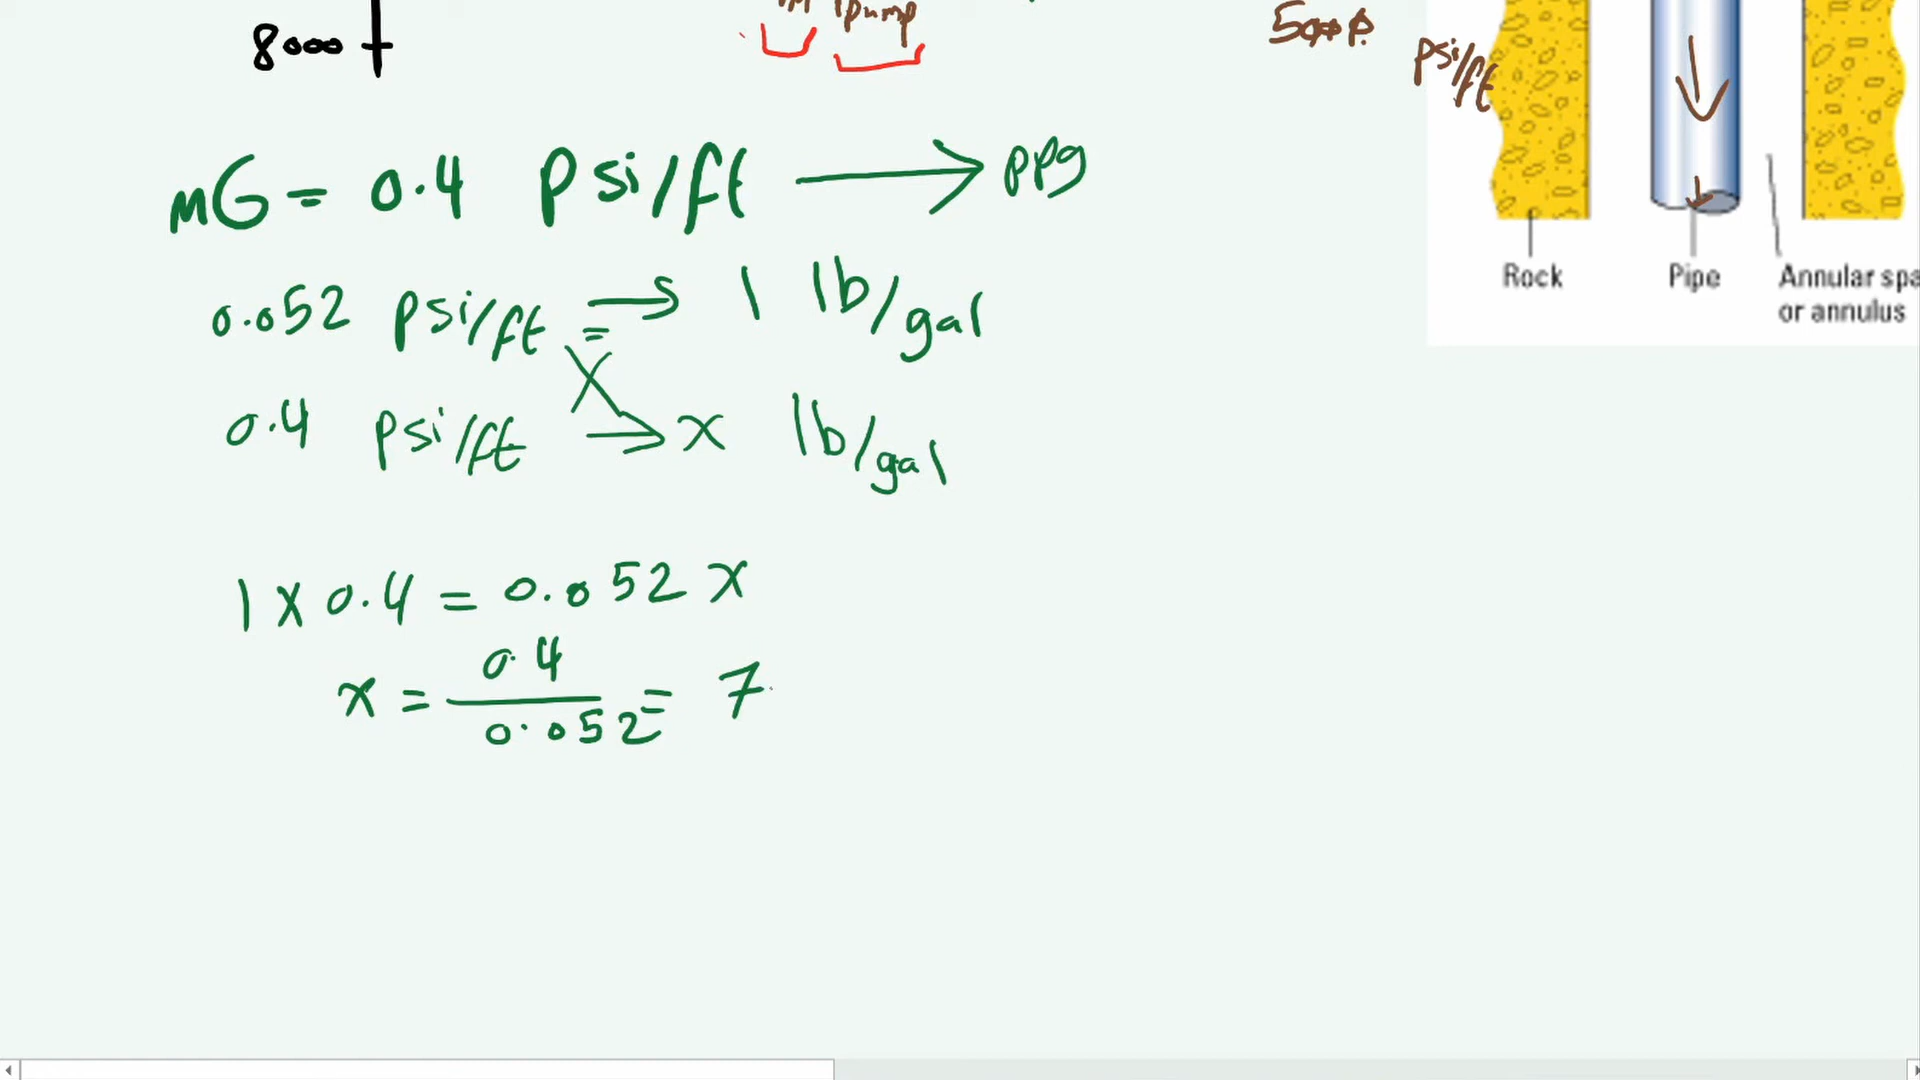 8000
Pump
500 P.
psi/ft
mG = 0.4 psi/ft → ppg
0.052 psi/ft = → 1 lb/gal
0.4 psi/ft → x lb/gal
1 x 0.4 = 0.052 x
x = 0.4 / 0.052 = 7.
Rock
Pipe
Annular spa
or annulus